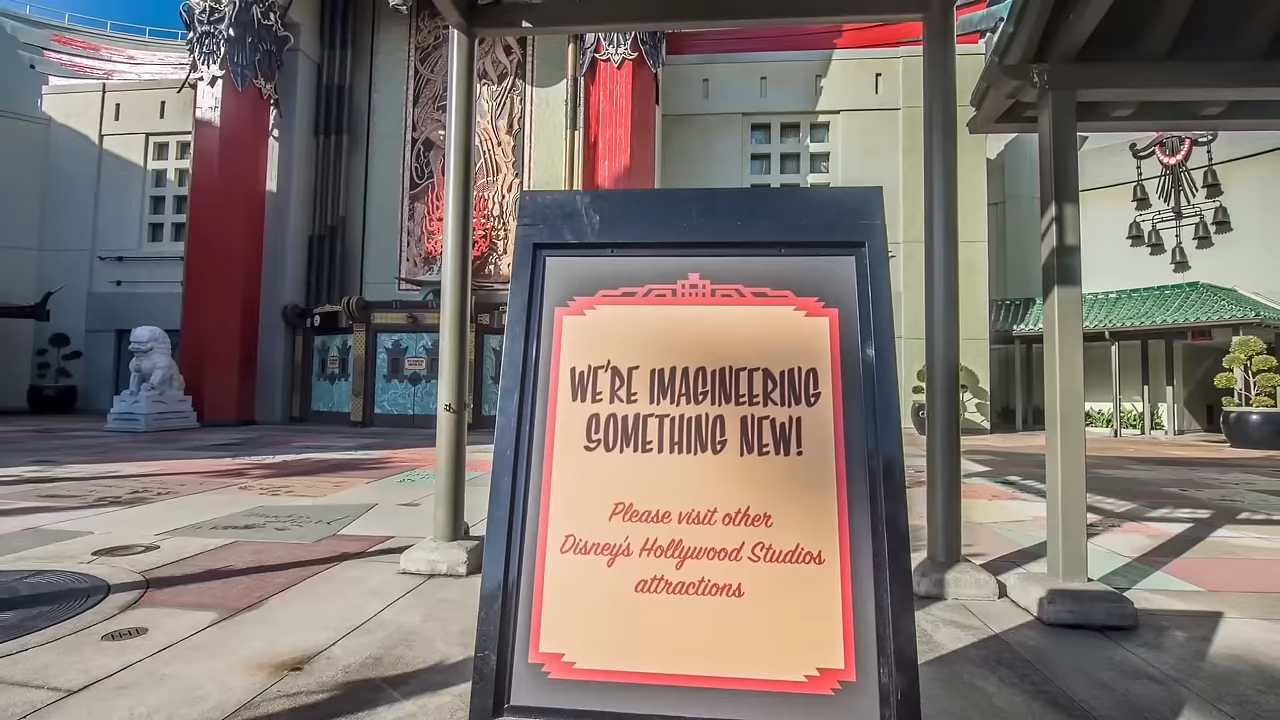 WE'RE IMAGINEERING
SOMETHING NEW!
Please visit other
Disney's Hollywood Studios
attractions